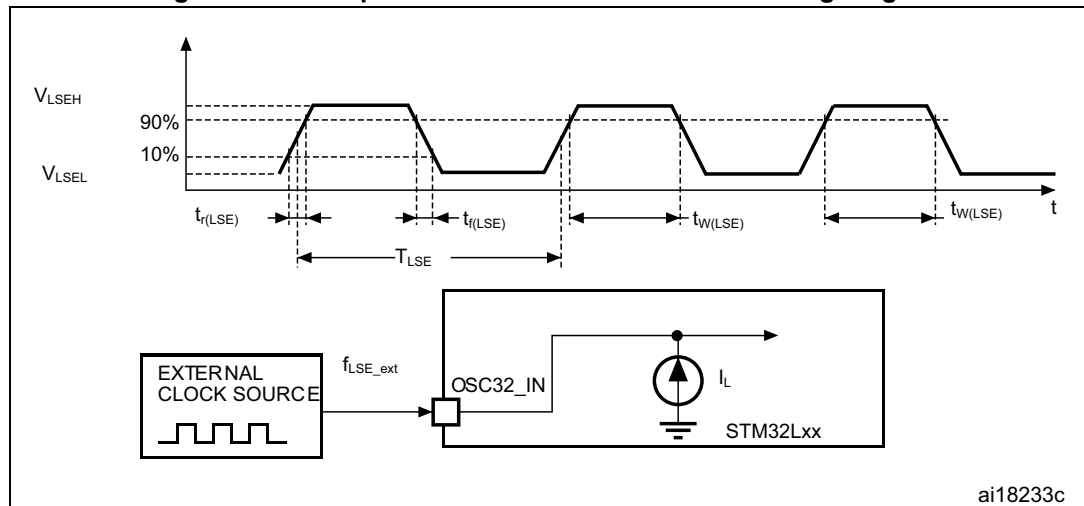 V_LSEH
90%
10%
V_LSEL
t_r(LSE)
t_f(LSE)
t_W(LSE)
t_W(LSE)
t
T_LSE
EXTERNAL
CLOCK SOURCE
f_LSE_ext
OSC32_IN
I_L
STM32Lxx
ai18233c